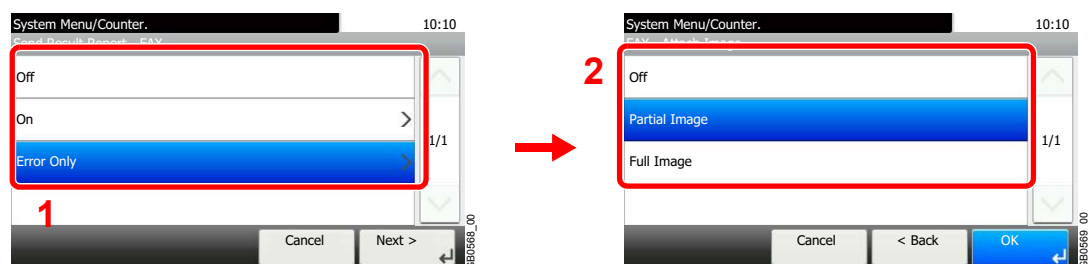 System Menu/Counter. 10:10
Send Result Report - FAX
Off
On
1/1
Error Only
1
Cancel Next >
GB0568_00
System Menu/Counter. 10:10
FAX - Attach Image
2
Off
Partial Image
1/1
Full Image
Cancel < Back OK
GB0569_00